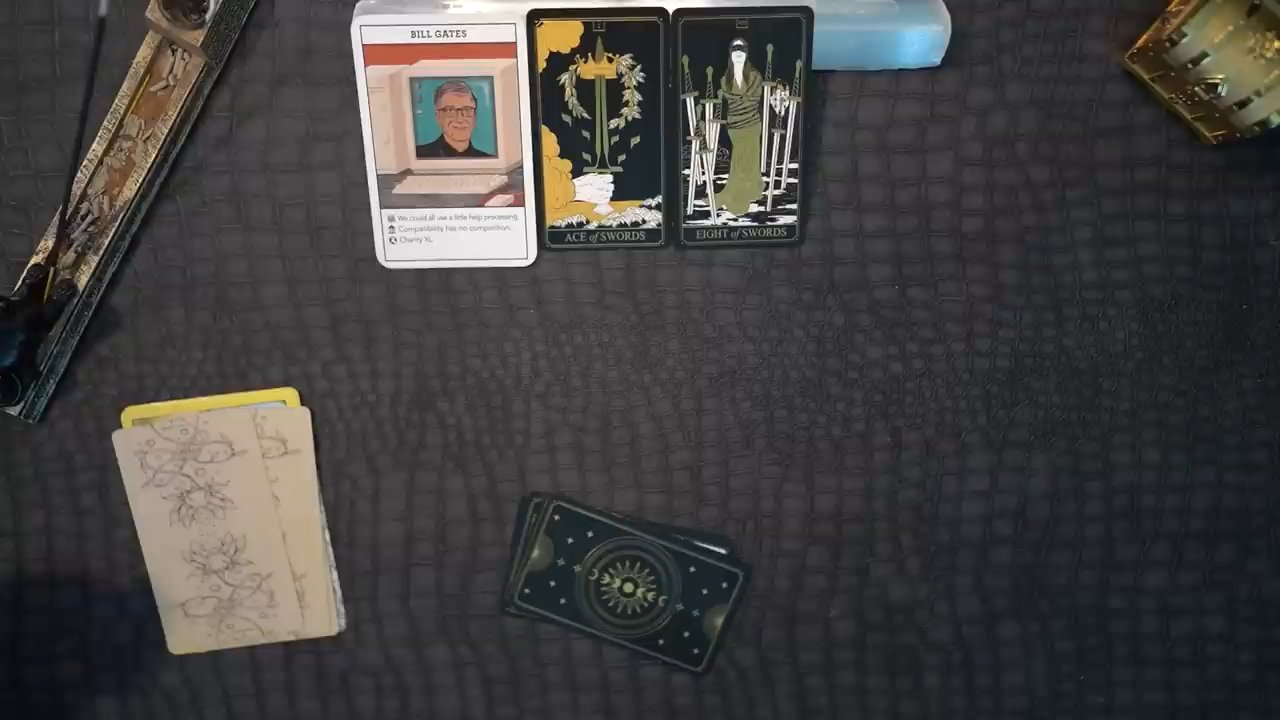 BILL GATES
We could all use a little help processing.
Compatibility has no competition.
Charity XL
ACE of SWORDS
EIGHT of SWORDS